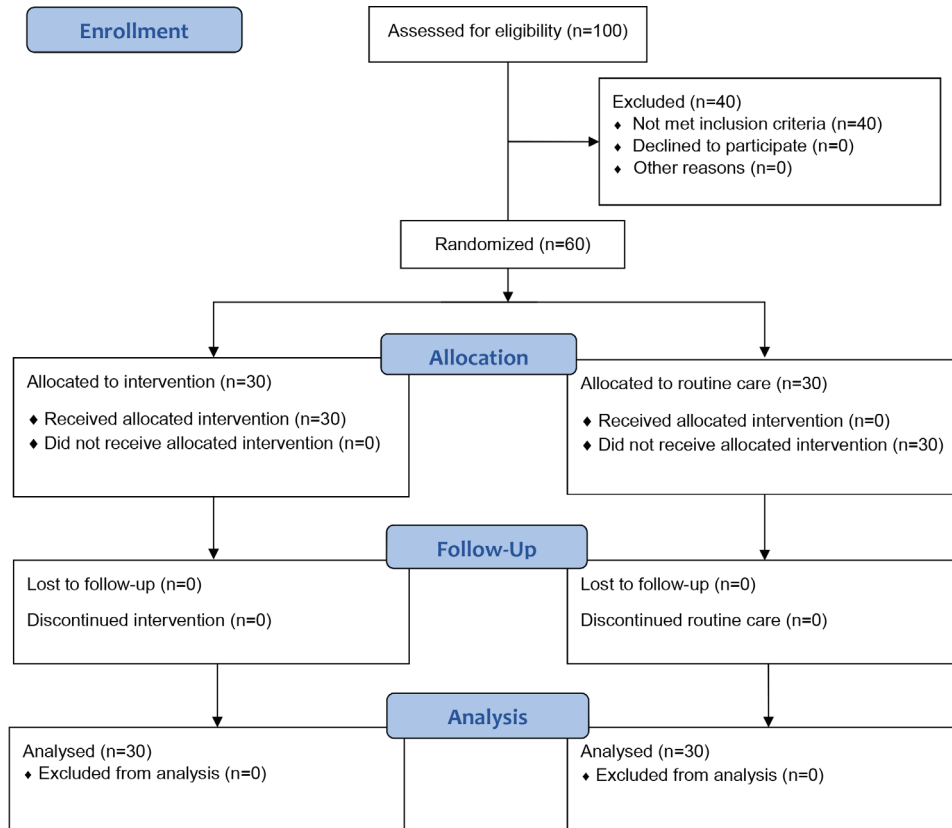 Enrollment
Assessed for eligibility (n=100)
Excluded (n=40)
♦ Not met inclusion criteria (n=40)
♦ Declined to participate (n=0)
♦ Other reasons (n=0)
Randomized (n=60)
Allocation
Allocated to intervention (n=30)
♦ Received allocated intervention (n=30)
♦ Did not receive allocated intervention (n=0)
Allocated to routine care (n=30)
♦ Received allocated intervention (n=0)
♦ Did not receive allocated intervention (n=30)
Follow-Up
Lost to follow-up (n=0)
Discontinued intervention (n=0)
Lost to follow-up (n=0)
Discontinued routine care (n=0)
Analysis
Analysed (n=30)
♦ Excluded from analysis (n=0)
Analysed (n=30)
♦ Excluded from analysis (n=0)